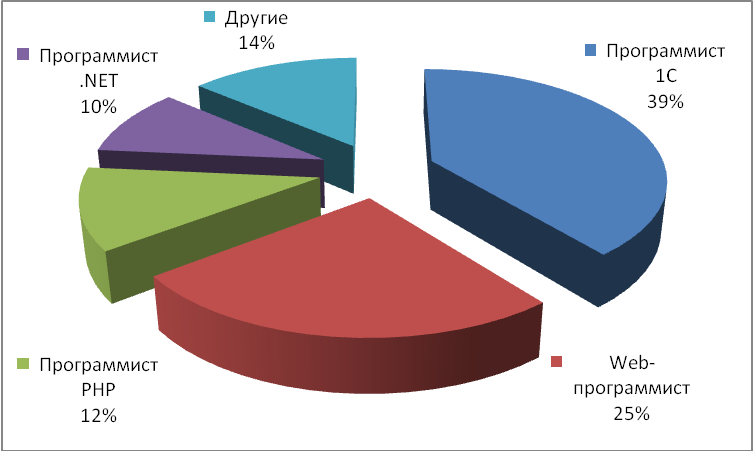 Другие
14%
Программист
1С
39%
Программист
.NET
10%
Программист
PHP
12%
Web-
программист
25%